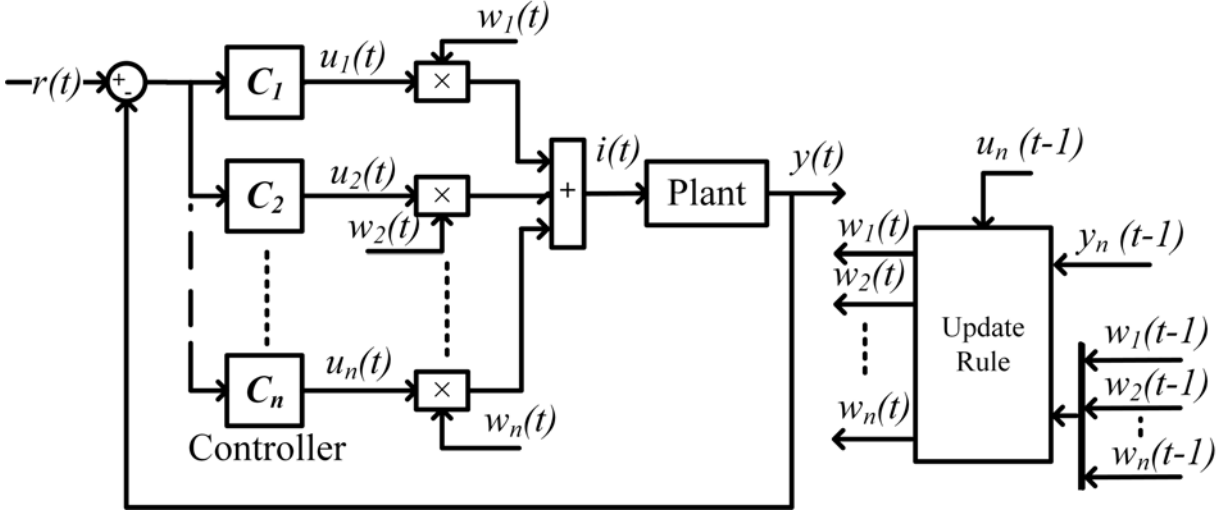 w₁(t)
r(t)
+
-
C₁
u₁(t)
×
C₂
u₂(t)
×
w₂(t)
+
i(t)
Plant
y(t)
Cₙ
uₙ(t)
×
wₙ(t)
Controller
uₙ (t-1)
yₙ (t-1)
w₁(t)
w₂(t)
wₙ(t)
Update
Rule
w₁(t-1)
w₂(t-1)
wₙ(t-1)